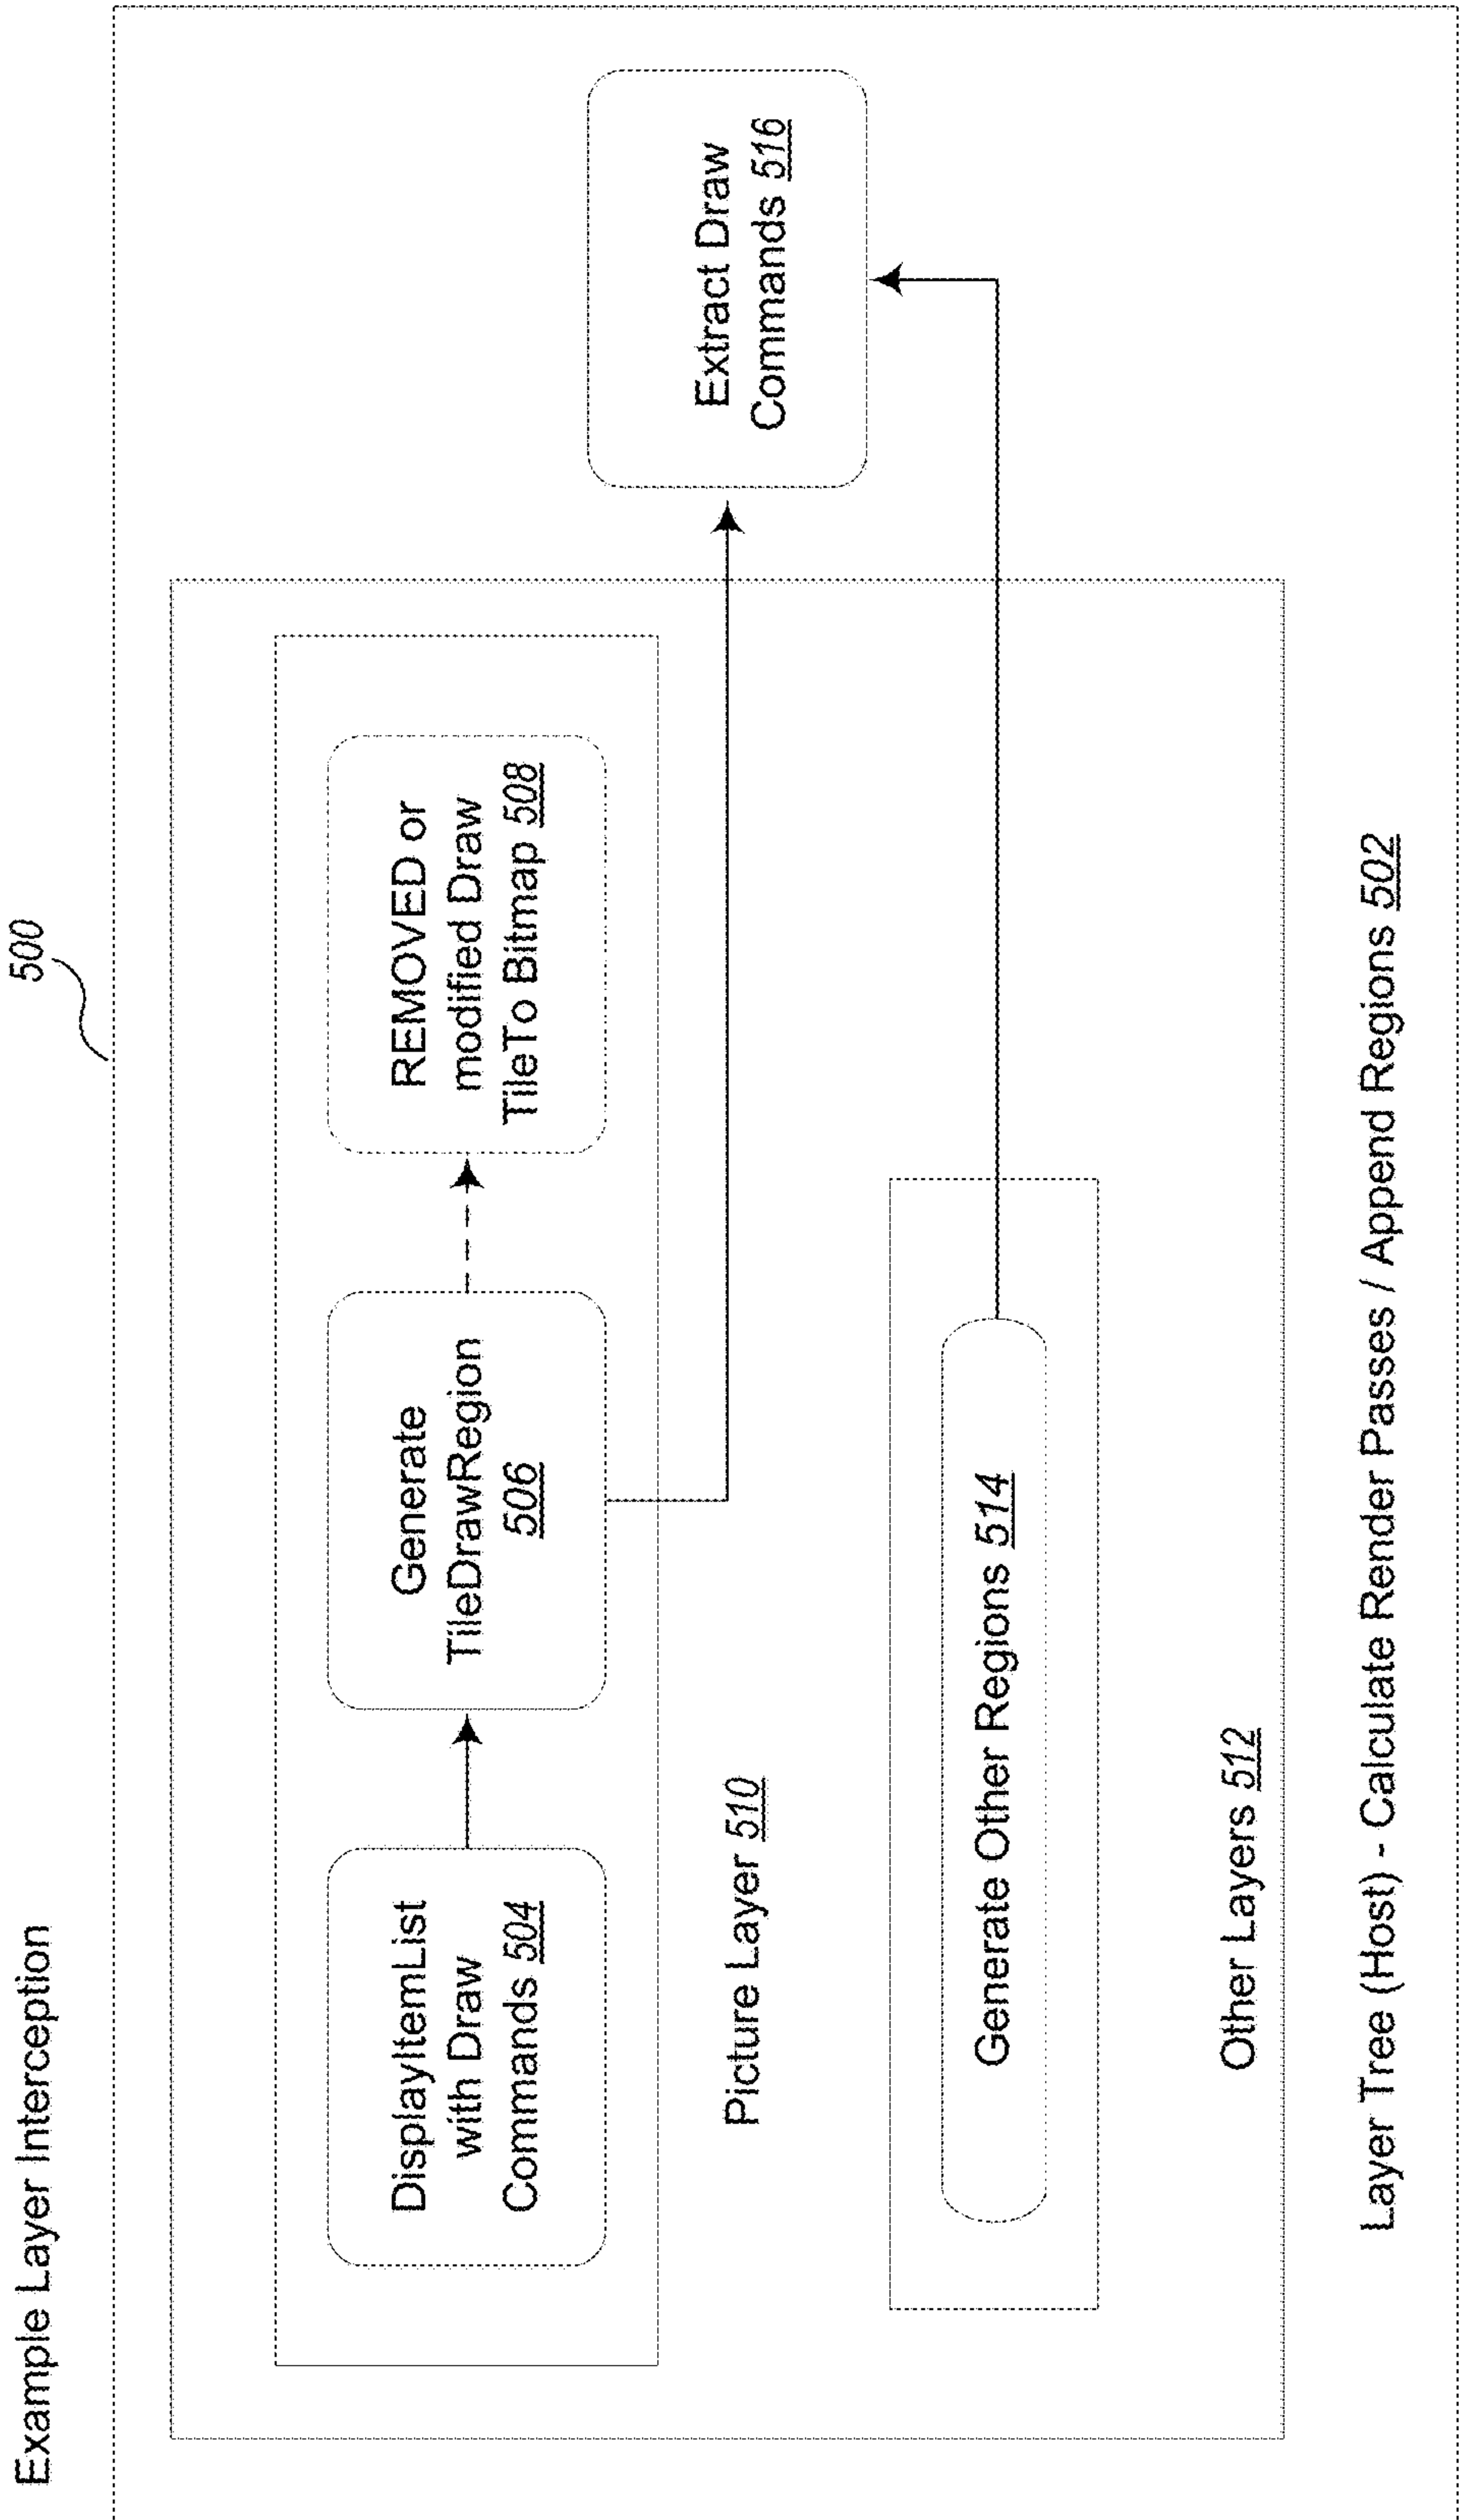 Example Layer Interception
500
DisplayItemList
with Draw
Commands 504
Generate
TileDrawRegion
506
REMOVED or
modified Draw
TileTo Bitmap 508
Extract Draw
Commands 516
Picture Layer 510
Generate Other Regions 514
Other Layers 512
Layer Tree (Host) - Calculate Render Passes / Append Regions 502